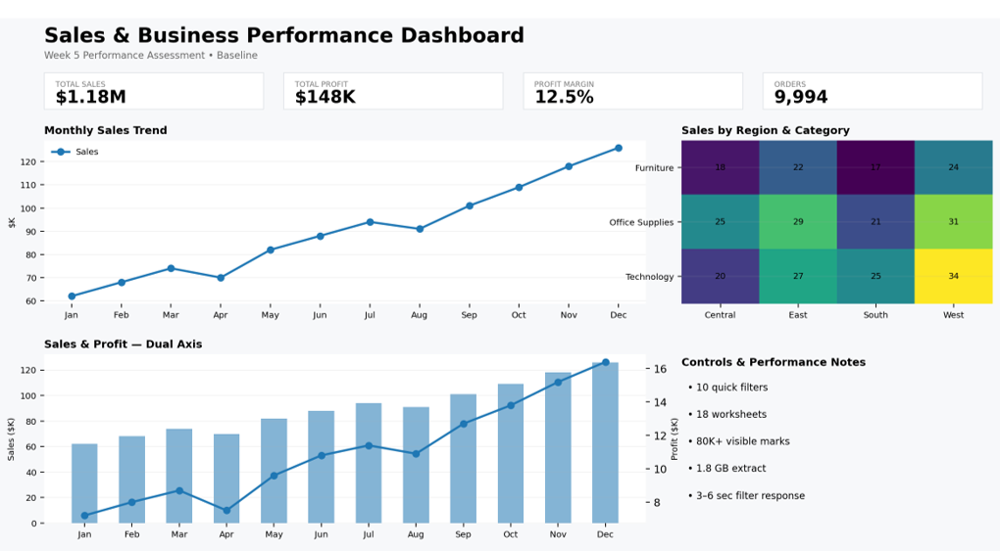 Sales & Business Performance Dashboard
Week 5 Performance Assessment • Baseline
TOTAL SALES
$1.18M
TOTAL PROFIT
$148K
PROFIT MARGIN
12.5%
ORDERS
9,994
Monthly Sales Trend
Sales
$K
120
110
100
90
80
70
60
Jan Feb Mar Apr May Jun Jul Aug Sep Oct Nov Dec
Sales by Region & Category
Furniture 18 22 17 24
Office Supplies 25 29 21 31
Technology 20 27 25 34
Central East South West
Sales & Profit — Dual Axis
Sales ($K)
120
100
80
60
40
20
0
Jan Feb Mar Apr May Jun Jul Aug Sep Oct Nov Dec
16
14
12
10
8
Profit ($K)
Controls & Performance Notes
• 10 quick filters
• 18 worksheets
• 80K+ visible marks
• 1.8 GB extract
• 3–6 sec filter response